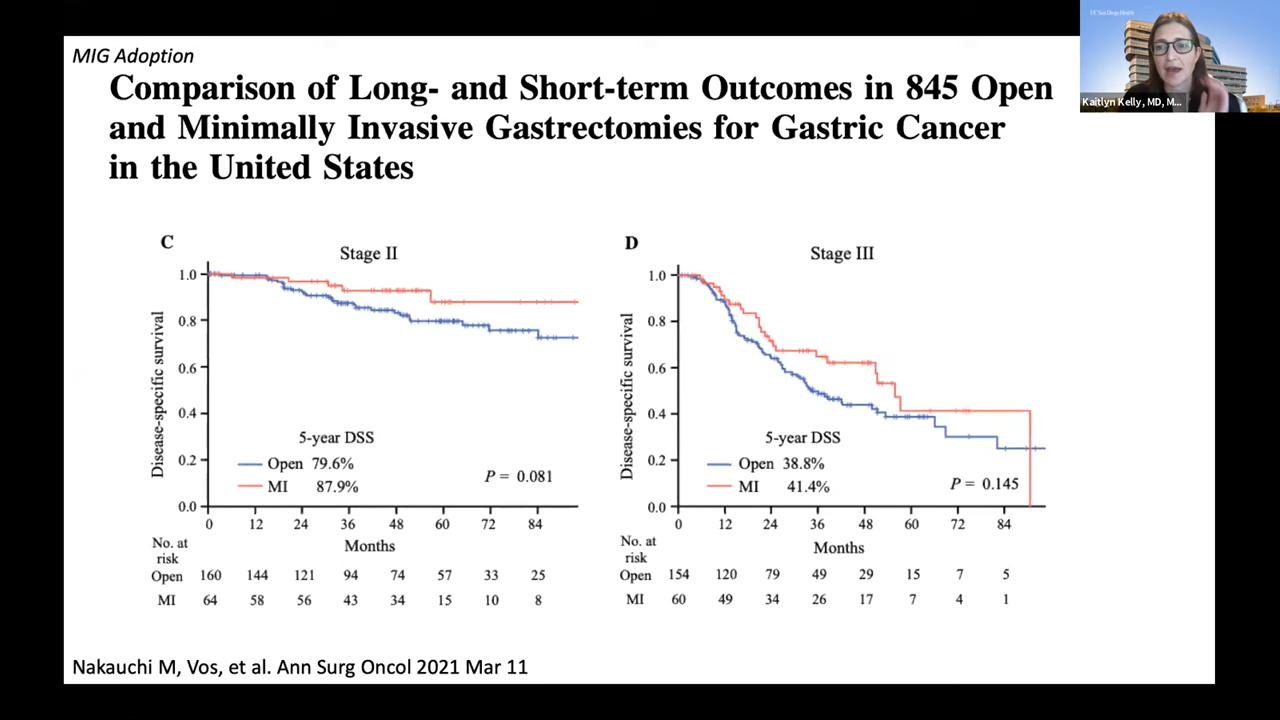 MIG Adoption
Comparison of Long- and Short-term Outcomes in 845 Open
and Minimally Invasive Gastrectomies for Gastric Cancer
in the United States
UC San Diego Health
Kaitlyn Kelly, MD, M...
C
Stage II
Disease-specific survival
1.0
0.8
0.6
0.4
0.2
0.0
5-year DSS
Open 79.6%
MI 87.9%
P = 0.081
0 12 24 36 48 60 72 84
Months
No. at
risk
Open 160 144 121 94 74 57 33 25
MI 64 58 56 43 34 15 10 8
D
Stage III
Disease-specific survival
1.0
0.8
0.6
0.4
0.2
0.0
5-year DSS
Open 38.8%
MI 41.4%
P = 0.145
0 12 24 36 48 60 72 84
Months
No. at
risk
Open 154 120 79 49 29 15 7 5
MI 60 49 34 26 17 7 4 1
Nakauchi M, Vos, et al. Ann Surg Oncol 2021 Mar 11